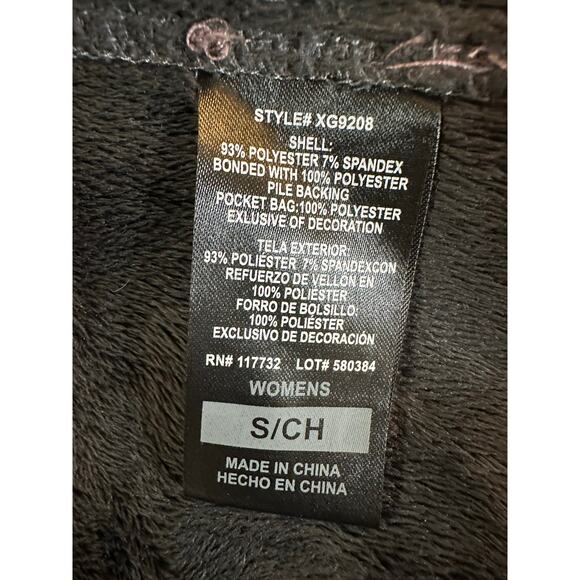 STYLE# XG9208
SHELL:
93% POLYESTER 7% SPANDEX
BONDED WITH 100% POLYESTER
PILE BACKING
POCKET BAG:100% POLYESTER
EXLUSIVE OF DECORATION
TELA EXTERIOR:
93% POLIÉSTER 7% SPANDEXCON
REFUERZO DE VELLON EN
100% POLIÉSTER
FORRO DE BOLSILLO:
100% POLIÉSTER
EXCLUSIVO DE DECORACIÓN
RN# 117732 LOT# 580384
WOMENS
S/CH
MADE IN CHINA
HECHO EN CHINA